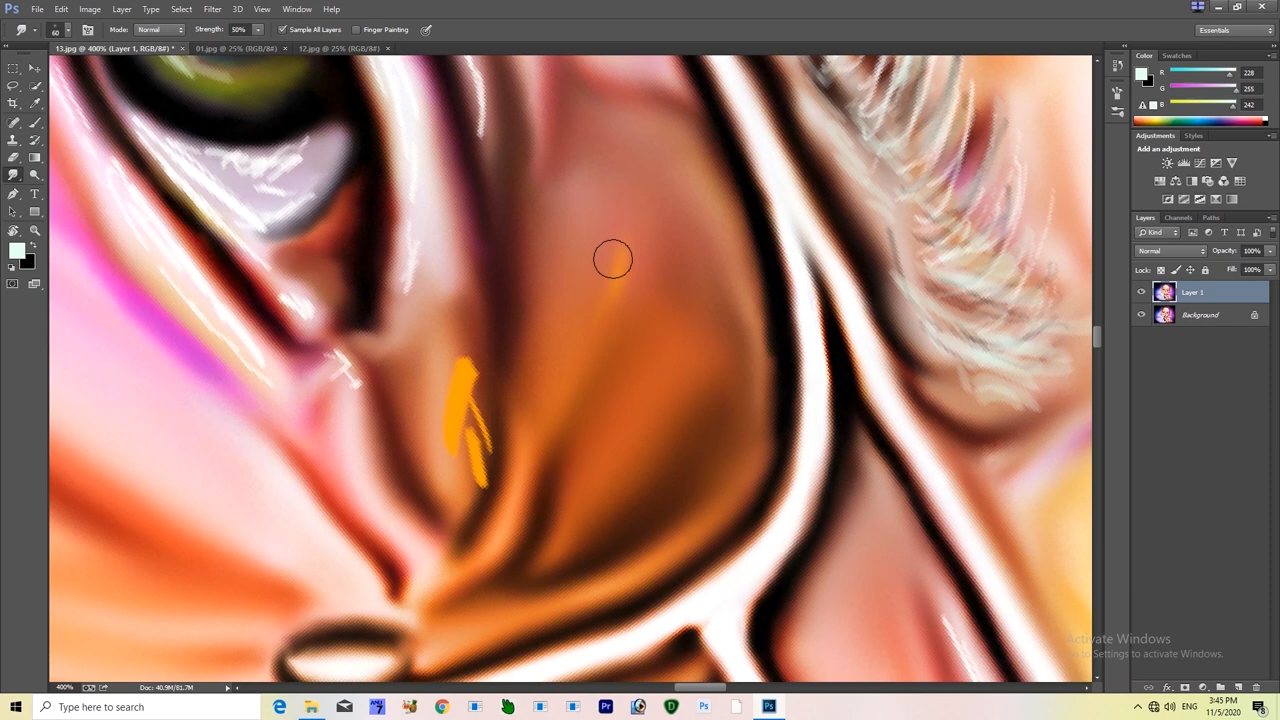 Ps File Edit Image Layer Type Select Filter 3D View Window Help
60 Mode: Normal Strength: 50% Sample All Layers Finger Painting Essentials
13.jpg @ 400% (Layer 1, RGB/8#) * × 01.jpg @ 25% (RGB/8#) × 12.jpg @ 25% (RGB/8#) ×
Color Swatches
R 228
G 255
B 242
Adjustments Styles
Add an adjustment
Layers Channels Paths
Kind
Normal Opacity: 100%
Locks: Fill: 100%
Layer 1
Background
Activate Windows
Go to Settings to activate Windows.
400% Doc: 40.9M/81.7M
Type here to search
ENG 3:45 PM
11/5/2020